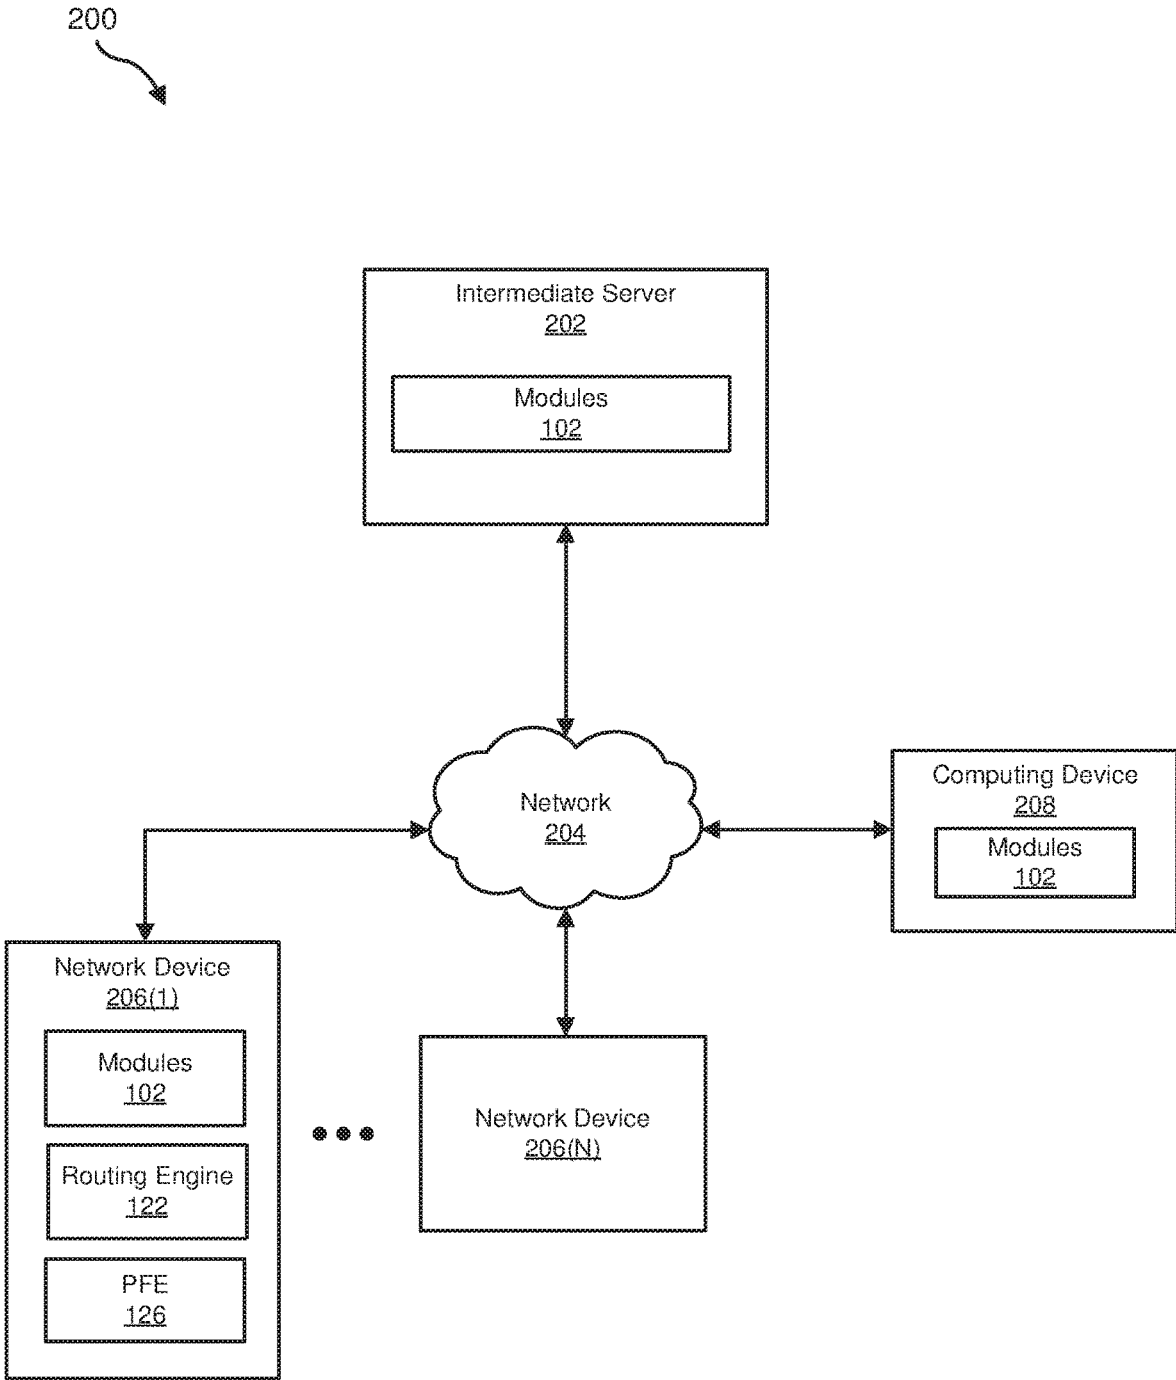 200
Intermediate Server
202
Modules
102
Network
204
Computing Device
208
Modules
102
Network Device
206(1)
Modules
102
Routing Engine
122
PFE
126
Network Device
206(N)